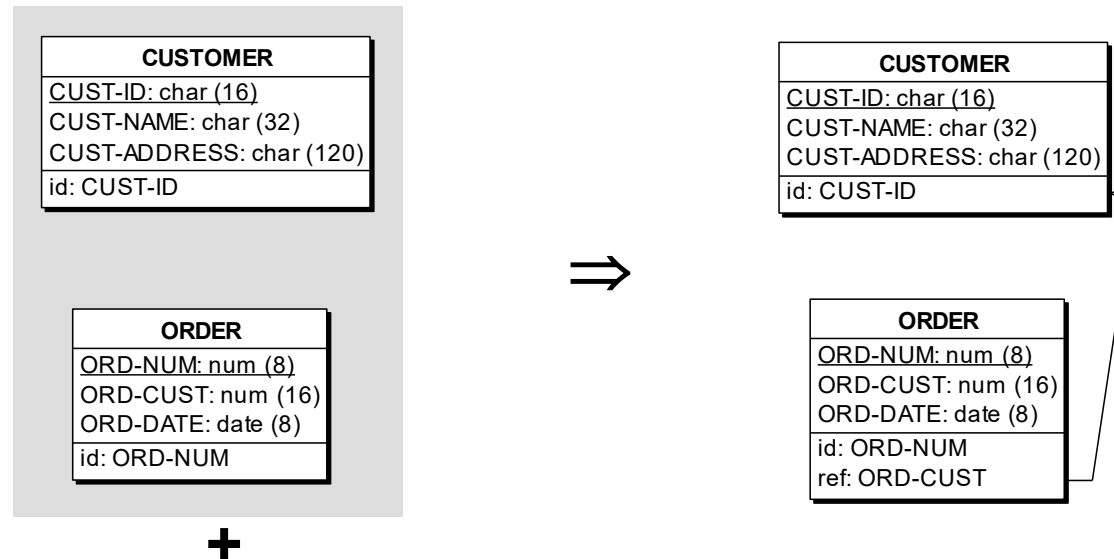 CUSTOMER
CUST-ID: char (16)
CUST-NAME: char (32)
CUST-ADDRESS: char (120)
id: CUST-ID
ORDER
ORD-NUM: num (8)
ORD-CUST: num (16)
ORD-DATE: date (8)
id: ORD-NUM
+
⇒
CUSTOMER
CUST-ID: char (16)
CUST-NAME: char (32)
CUST-ADDRESS: char (120)
id: CUST-ID
ORDER
ORD-NUM: num (8)
ORD-CUST: num (16)
ORD-DATE: date (8)
id: ORD-NUM
ref: ORD-CUST